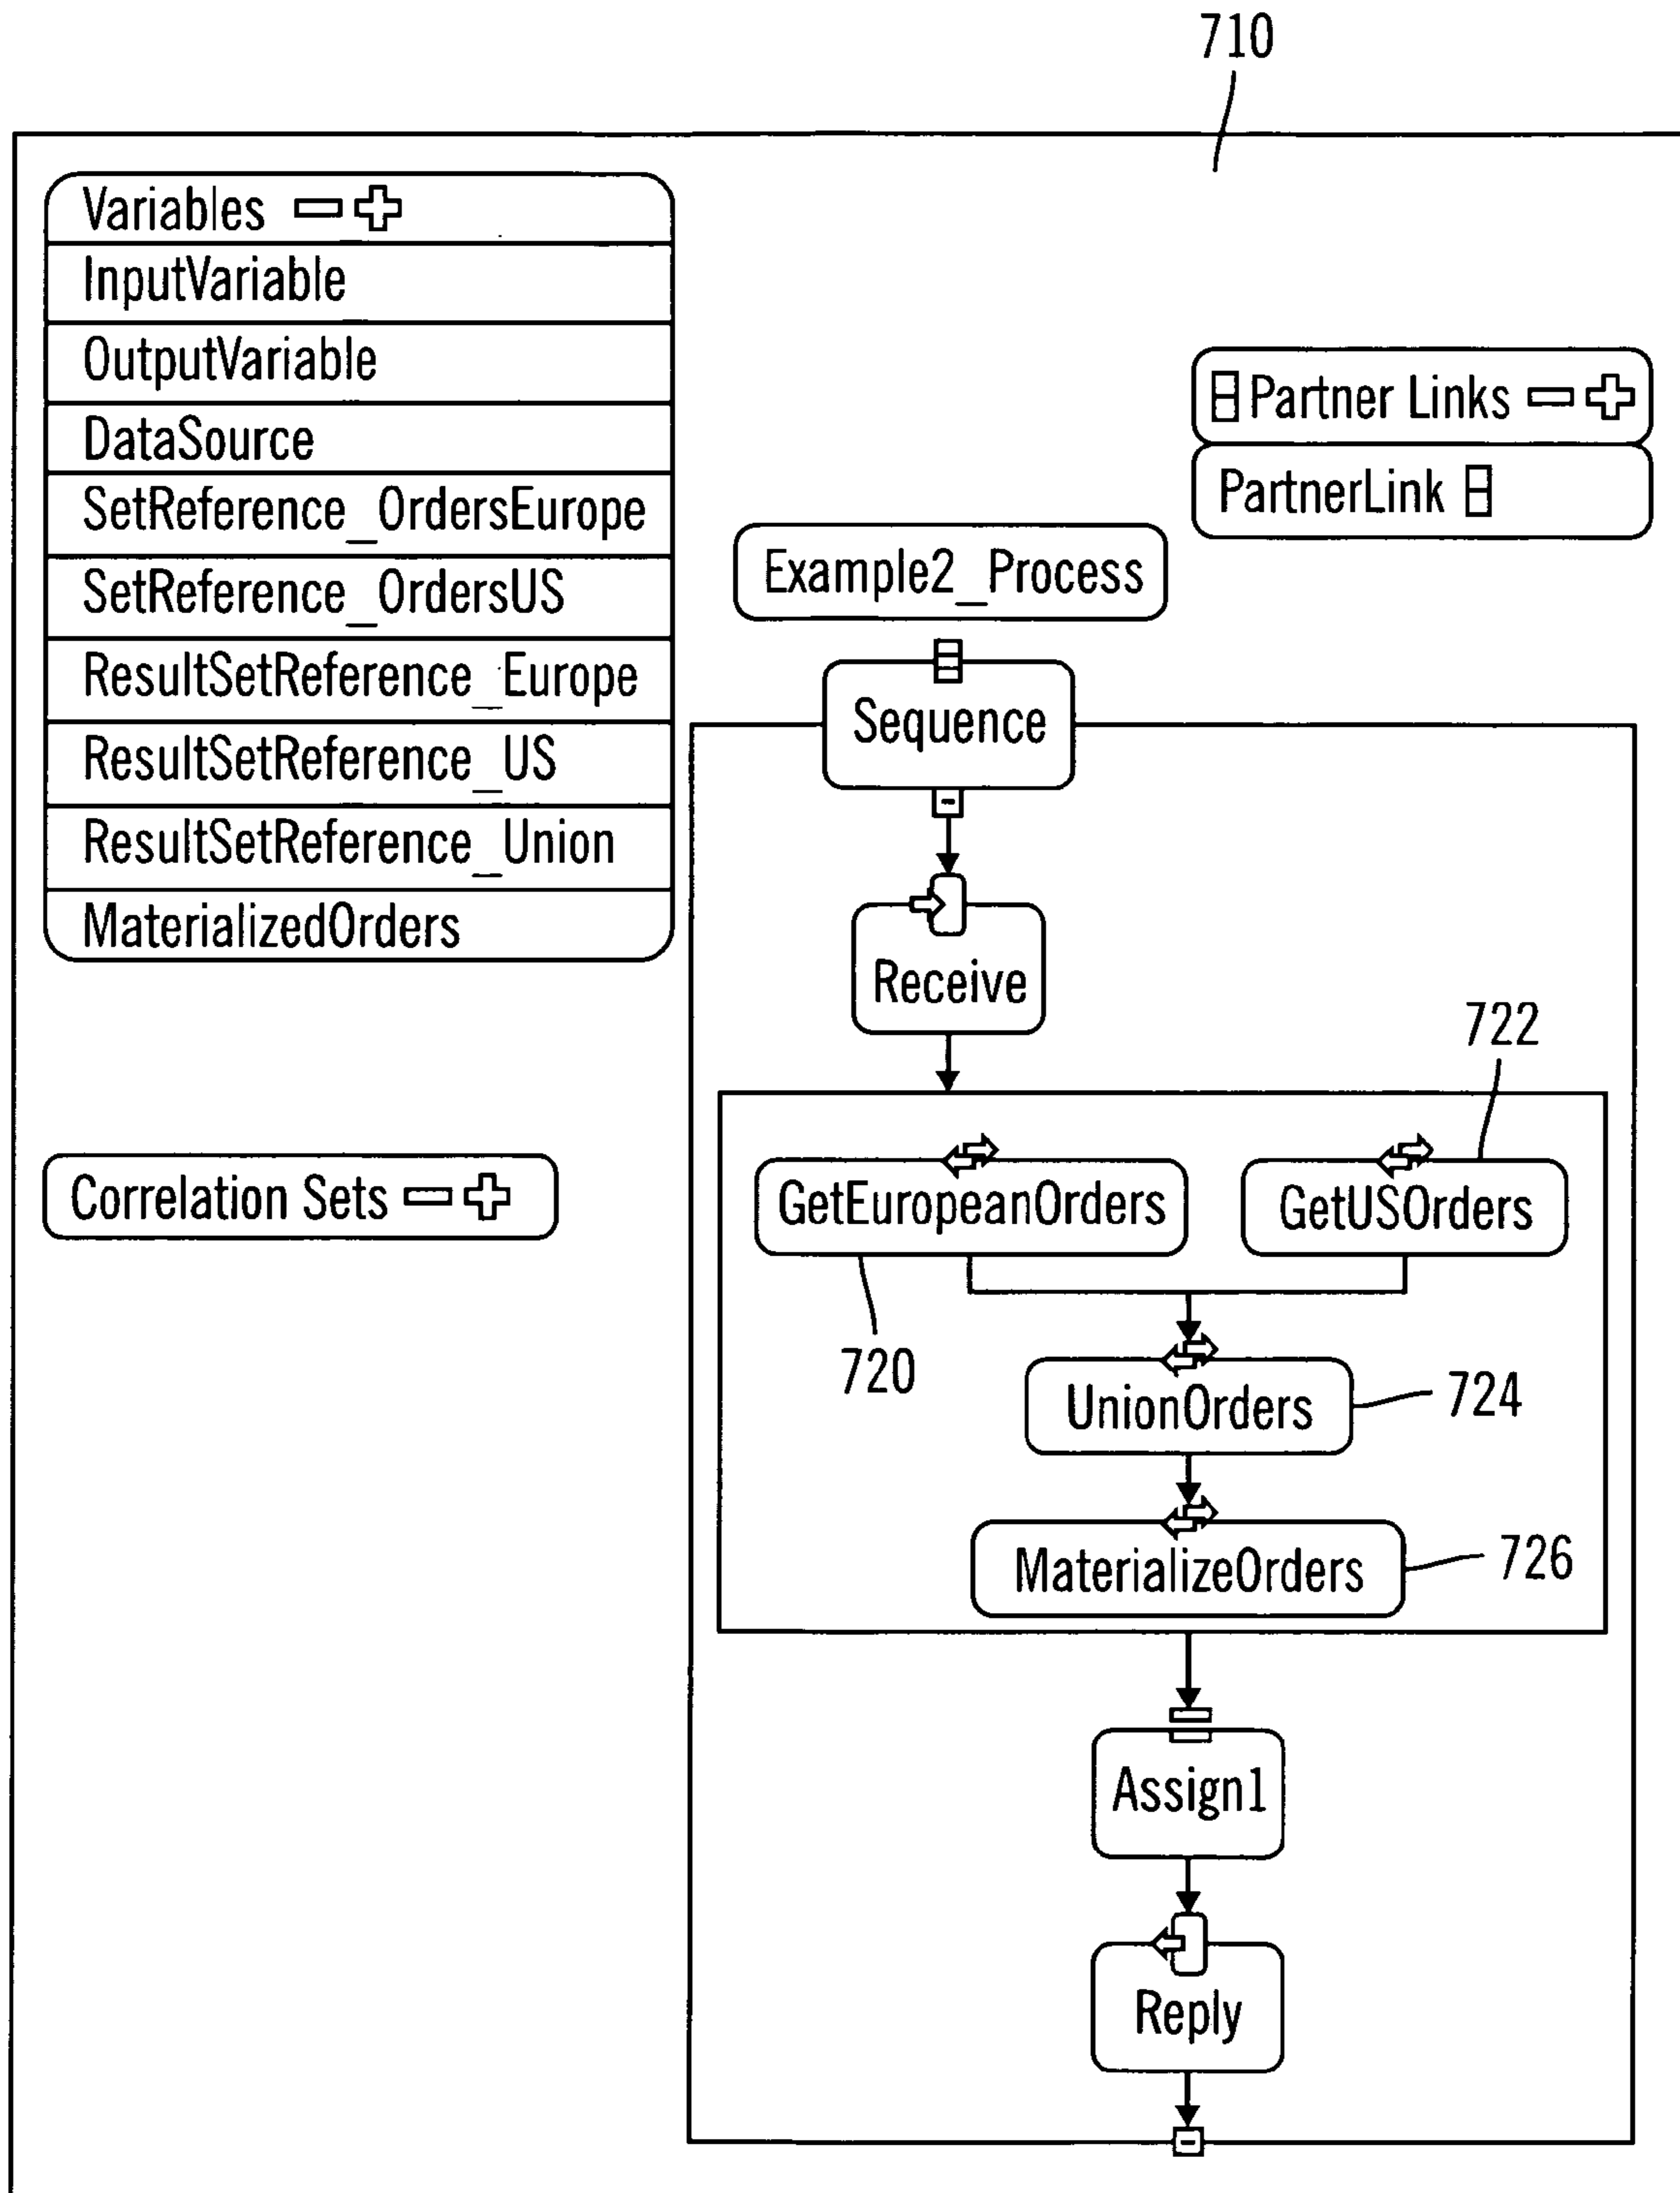 710
Variables
InputVariable
OutputVariable
DataSource
SetReference_OrdersEurope
SetReference_OrdersUS
ResultSetReference_Europe
ResultSetReference_US
ResultSetReference_Union
MaterializedOrders
Correlation Sets
Partner Links
PartnerLink
Example2_Process
Sequence
Receive
722
GetEuropeanOrders
GetUSOrders
720
UnionOrders
724
MaterializeOrders
726
Assign1
Reply